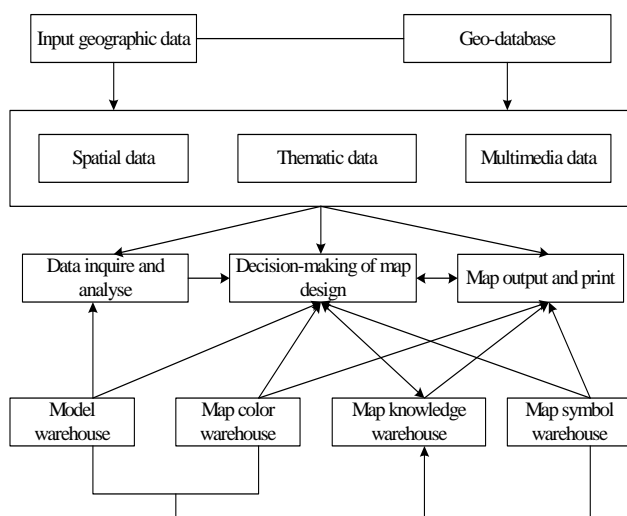 Input geographic data
Geo-database
Spatial data
Thematic data
Multimedia data
Data inquire and
analyse
Decision-making of map
design
Map output and print
Model
warehouse
Map color
warehouse
Map knowledge
warehouse
Map symbol
warehouse